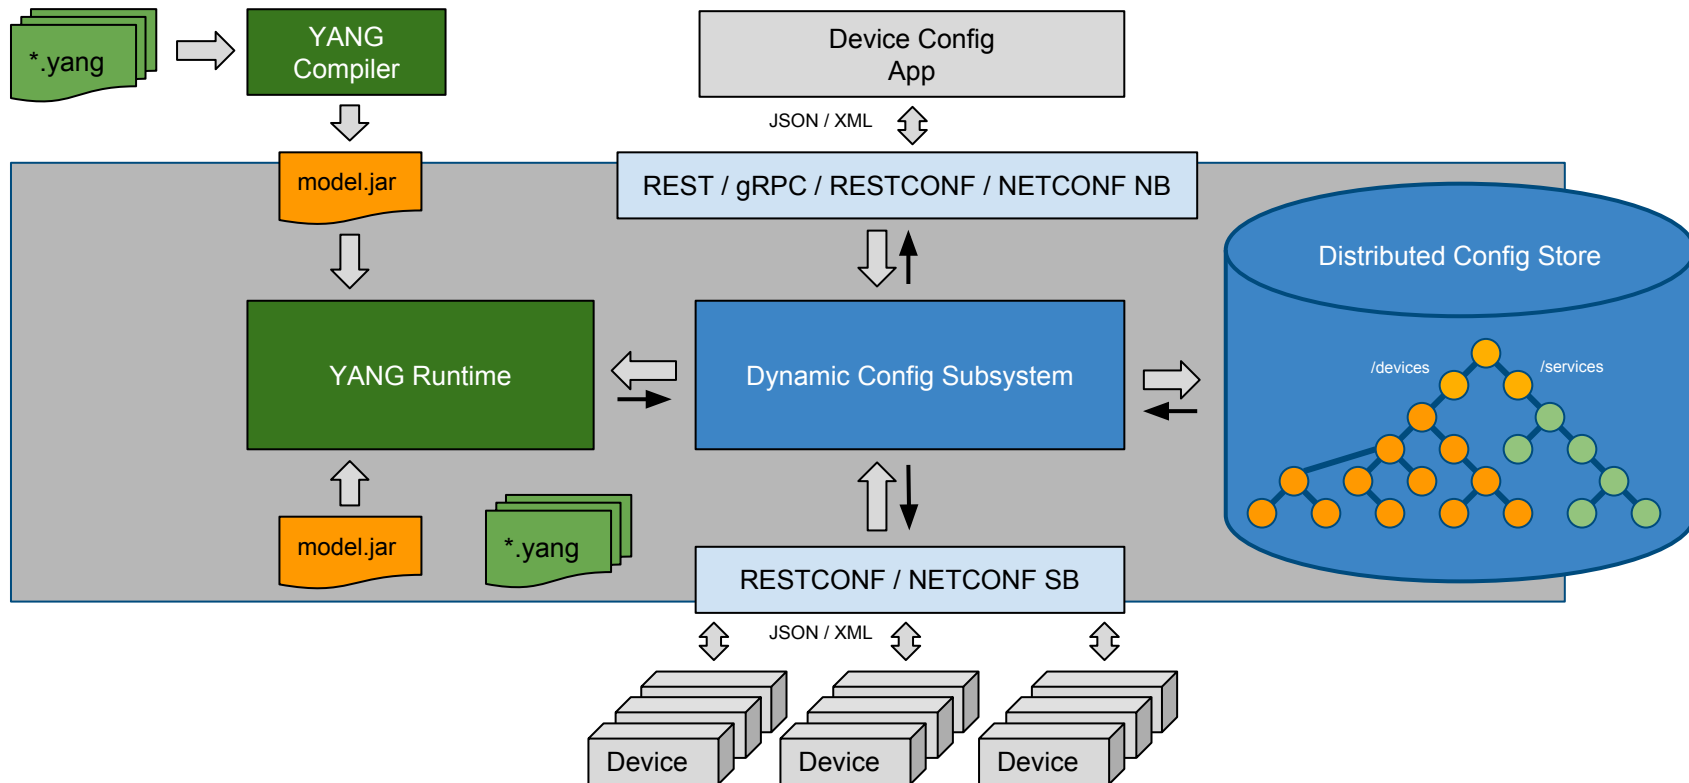 *.yang
YANG
Compiler
Device Config
App
JSON / XML
model.jar
REST / gRPC / RESTCONF / NETCONF NB
Distributed Config Store
/devices
/services
YANG Runtime
Dynamic Config Subsystem
model.jar
*.yang
RESTCONF / NETCONF SB
JSON / XML
Device
Device
Device